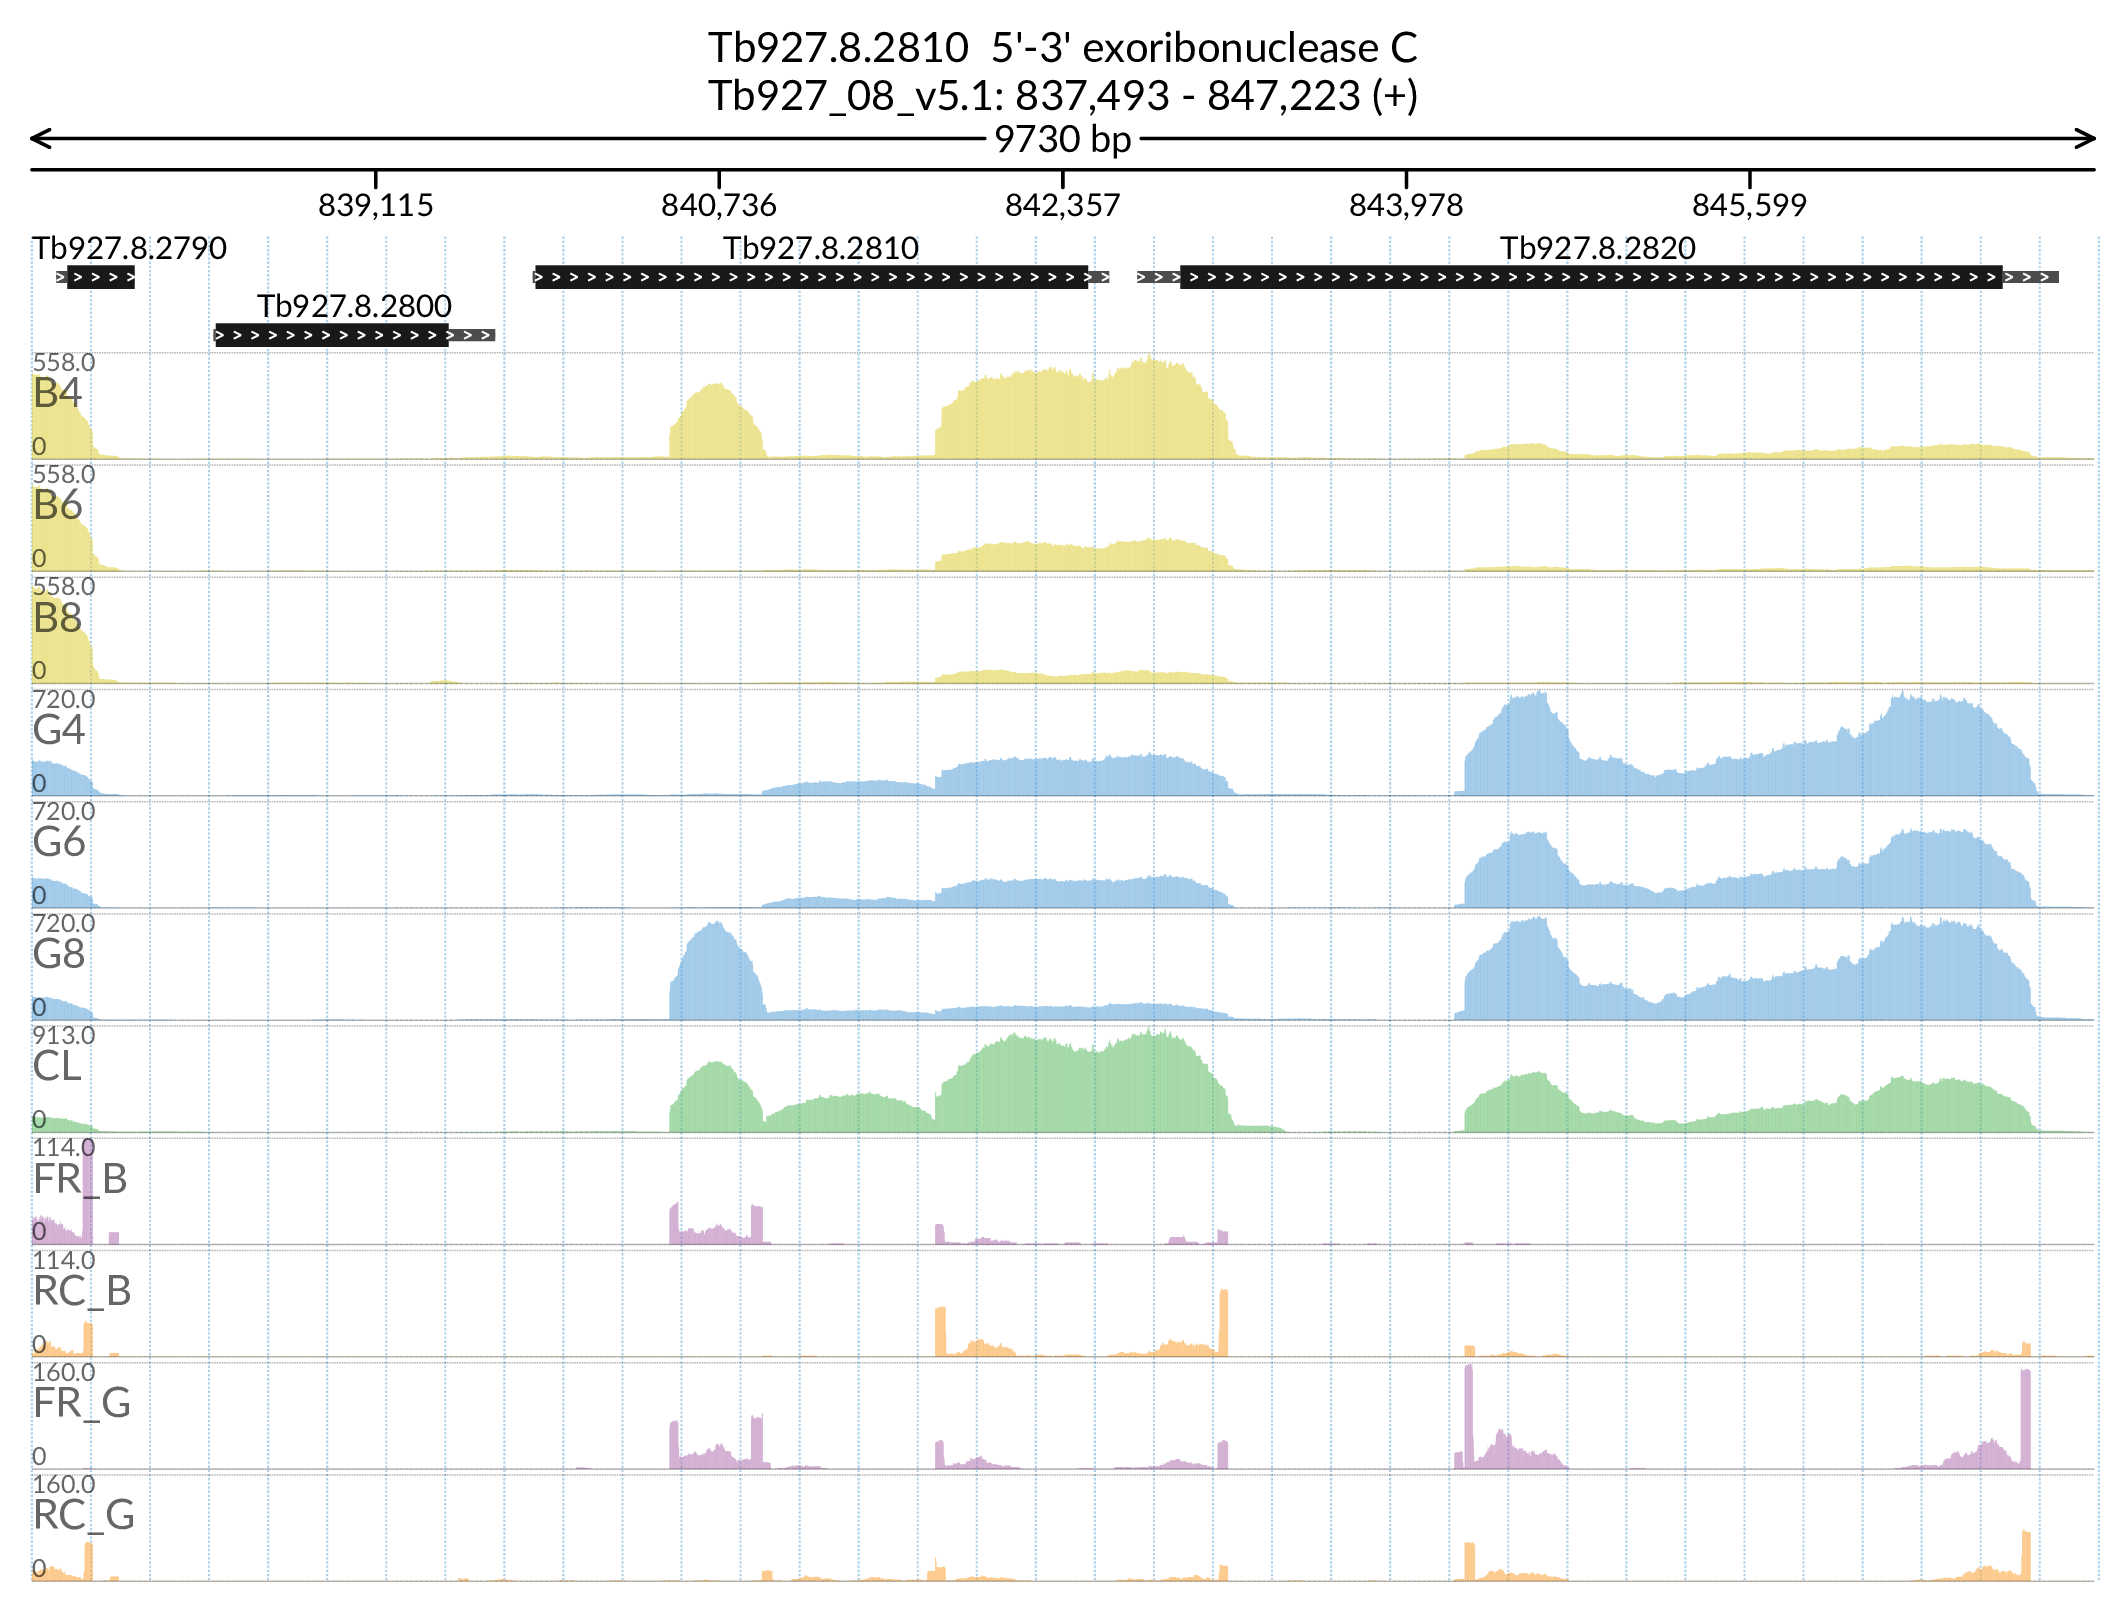 Tb927.8.2810  5'-3' exoribonuclease C
Tb927_08_v5.1: 837,493 - 847,223 (+)
9730 bp
839,115 840,736 842,357 843,978 845,599
Tb927.8.2790 Tb927.8.2810 Tb927.8.2820
Tb927.8.2800
558.0
B4
0
558.0
B6
0
558.0
B8
0
720.0
G4
0
720.0
G6
0
720.0
G8
0
913.0
CL
0
114.0
FR_B
0
114.0
RC_B
0
160.0
FR_G
0
160.0
RC_G
0